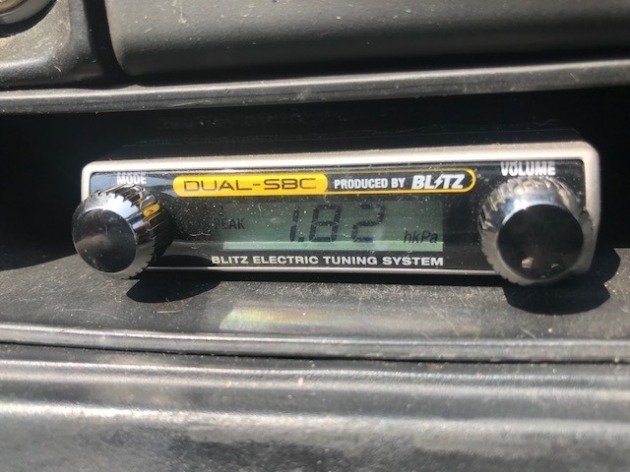 MODE
VOLUME
DUAL-SBC PRODUCED BY BLITZ
1.82 hkPa
BLITZ ELECTRIC TUNING SYSTEM